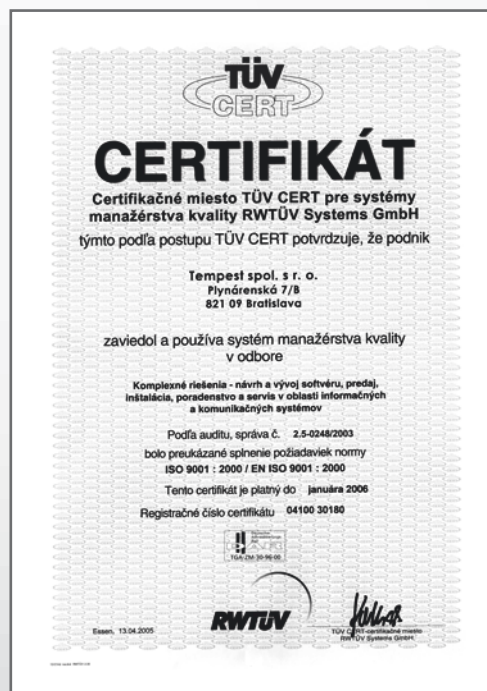 TÜV
CERT
CERTIFIKÁT
Certifikačné miesto TÜV CERT pre systémy
manažérstva kvality RWTÜV Systems GmbH
týmto podľa postupu TÜV CERT potvrdzuje, že podnik
Tempest spol. s r. o.
Plynárenská 7/B
821 09 Bratislava
zaviedol a používa systém manažérstva kvality
v odbore
Komplexné riešenia - návrh a vývoj softvéru, predaj,
inštalácia, poradenstvo a servis v oblasti informačných
a komunikačných systémov
Podľa auditu, správa č. 2.5-0248/2003
bolo preukázané splnenie požiadaviek normy
ISO 9001 : 2000 / EN ISO 9001 : 2000
Tento certifikát je platný do januára 2006
Registračné číslo certifikátu 04100 30180
TGA-ZM-30-96-00
RWTÜV
Essen, 13.04.2005
TÜV CERT-certifikačné miesto
RWTÜV Systems GmbH.